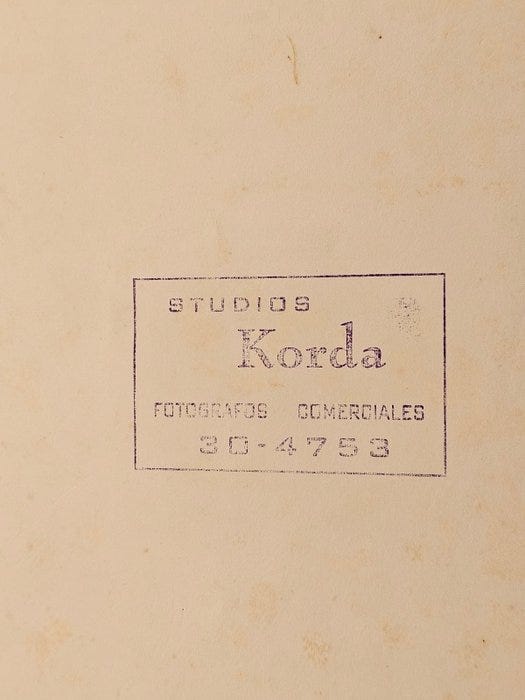 STUDIOS
Korda
FOTOGRAFOS COMERCIALES
30-4753